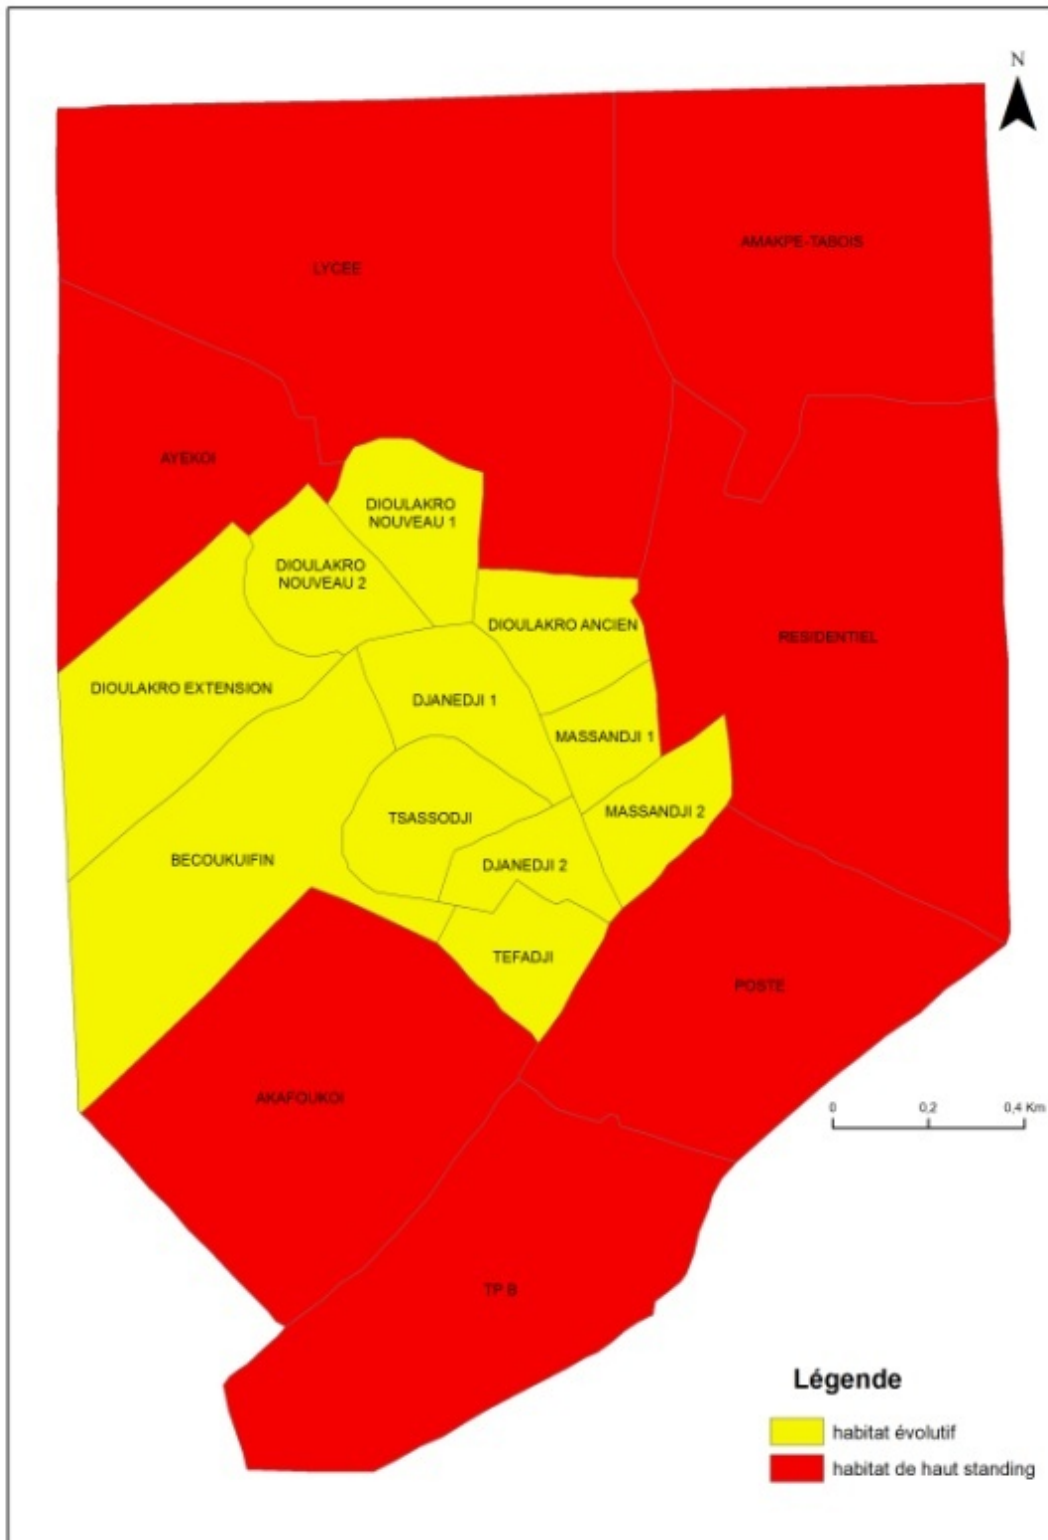 N
AMAKPE-TABOIS
LYCEE
AYEKOI
DIOULAKRO
NOUVEAU 1
DIOULAKRO
NOUVEAU 2
DIOULAKRO ANCIEN
RESIDENTIEL
DIOULAKRO EXTENSION
DJANEDJI 1
MASSANDJI 1
MASSANDJI 2
TSASSODJI
BECOUKUIFIN
DJANEDJI 2
TEFADJI
POSTE
AKAFOUKOI
0 0,2 0,4 Km
TP B
Légende
habitat évolutif
habitat de haut standing